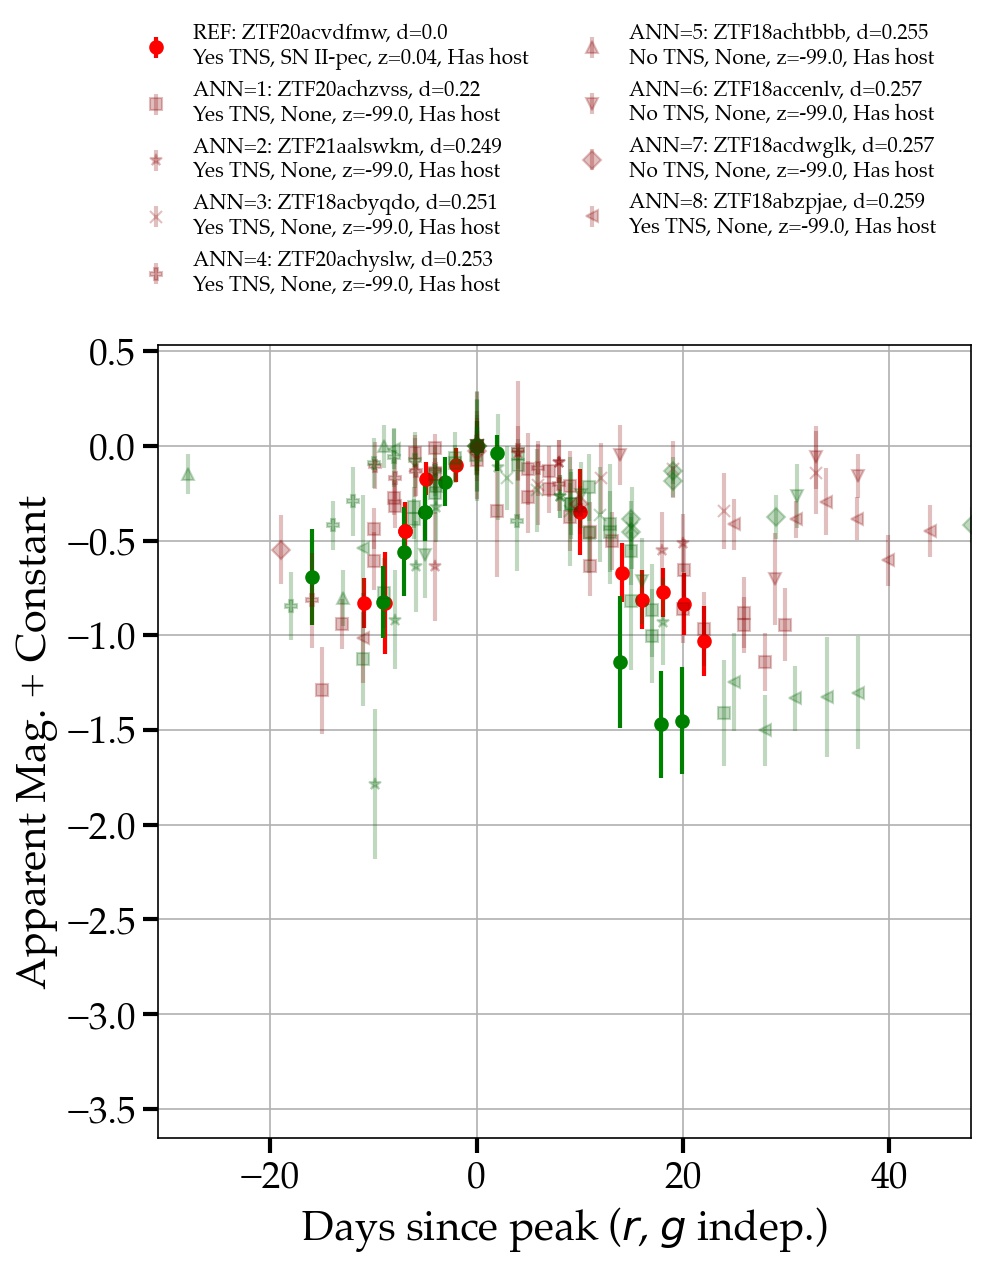 REF: ZTF20acvdfmw, d=0.0
Yes TNS, SN II-pec, z=0.04, Has host
ANN=1: ZTF20achzvss, d=0.22
Yes TNS, None, z=-99.0, Has host
ANN=2: ZTF21aalswkm, d=0.249
Yes TNS, None, z=-99.0, Has host
ANN=3: ZTF18acbyqdo, d=0.251
Yes TNS, None, z=-99.0, Has host
ANN=4: ZTF20achyslw, d=0.253
Yes TNS, None, z=-99.0, Has host
ANN=5: ZTF18achtbbb, d=0.255
No TNS, None, z=-99.0, Has host
ANN=6: ZTF18accenlv, d=0.257
No TNS, None, z=-99.0, Has host
ANN=7: ZTF18acdwglk, d=0.257
No TNS, None, z=-99.0, Has host
ANN=8: ZTF18abzpjae, d=0.259
Yes TNS, None, z=-99.0, Has host
Apparent Mag. + Constant
0.5
0.0
−0.5
−1.0
−1.5
−2.0
−2.5
−3.0
−3.5
−20
0
20
40
Days since peak (r, g indep.)